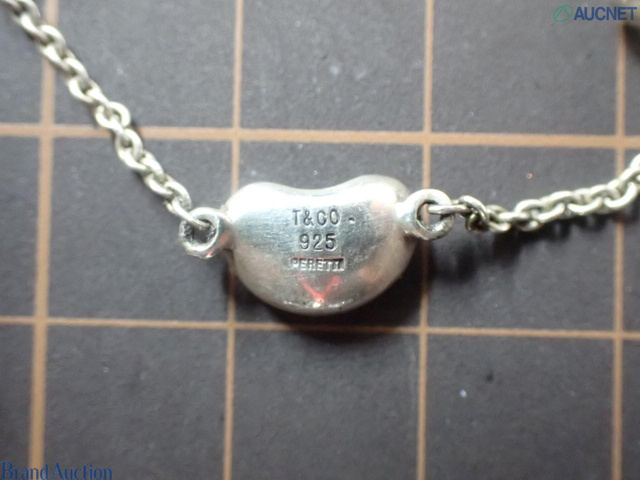 AUCNET
T&CO.
925
PERETTI
Brand Auction